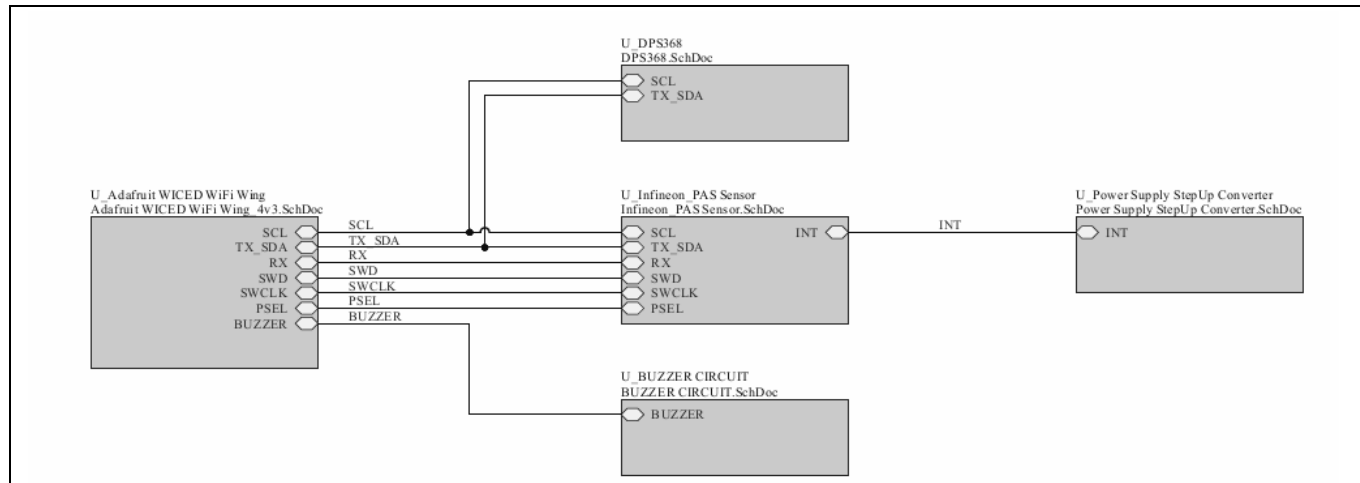 U_DPS368
DPS368.SchDoc
SCL
TX_SDA
U_Adafruit WICED WiFi Wing
Adafruit WICED WiFi Wing_4v3.SchDoc
SCL
TX_SDA
RX
SWD
SWCLK
PSEL
BUZZER
SCL
TX_SDA
RX
SWD
SWCLK
PSEL
BUZZER
U_Infineon_PAS Sensor
Infineon_PAS Sensor.SchDoc
SCL
TX_SDA
RX
SWD
SWCLK
PSEL
INT
INT
U_Power Supply StepUp Converter
Power Supply StepUp Converter.SchDoc
INT
U_BUZZER CIRCUIT
BUZZER CIRCUIT.SchDoc
BUZZER